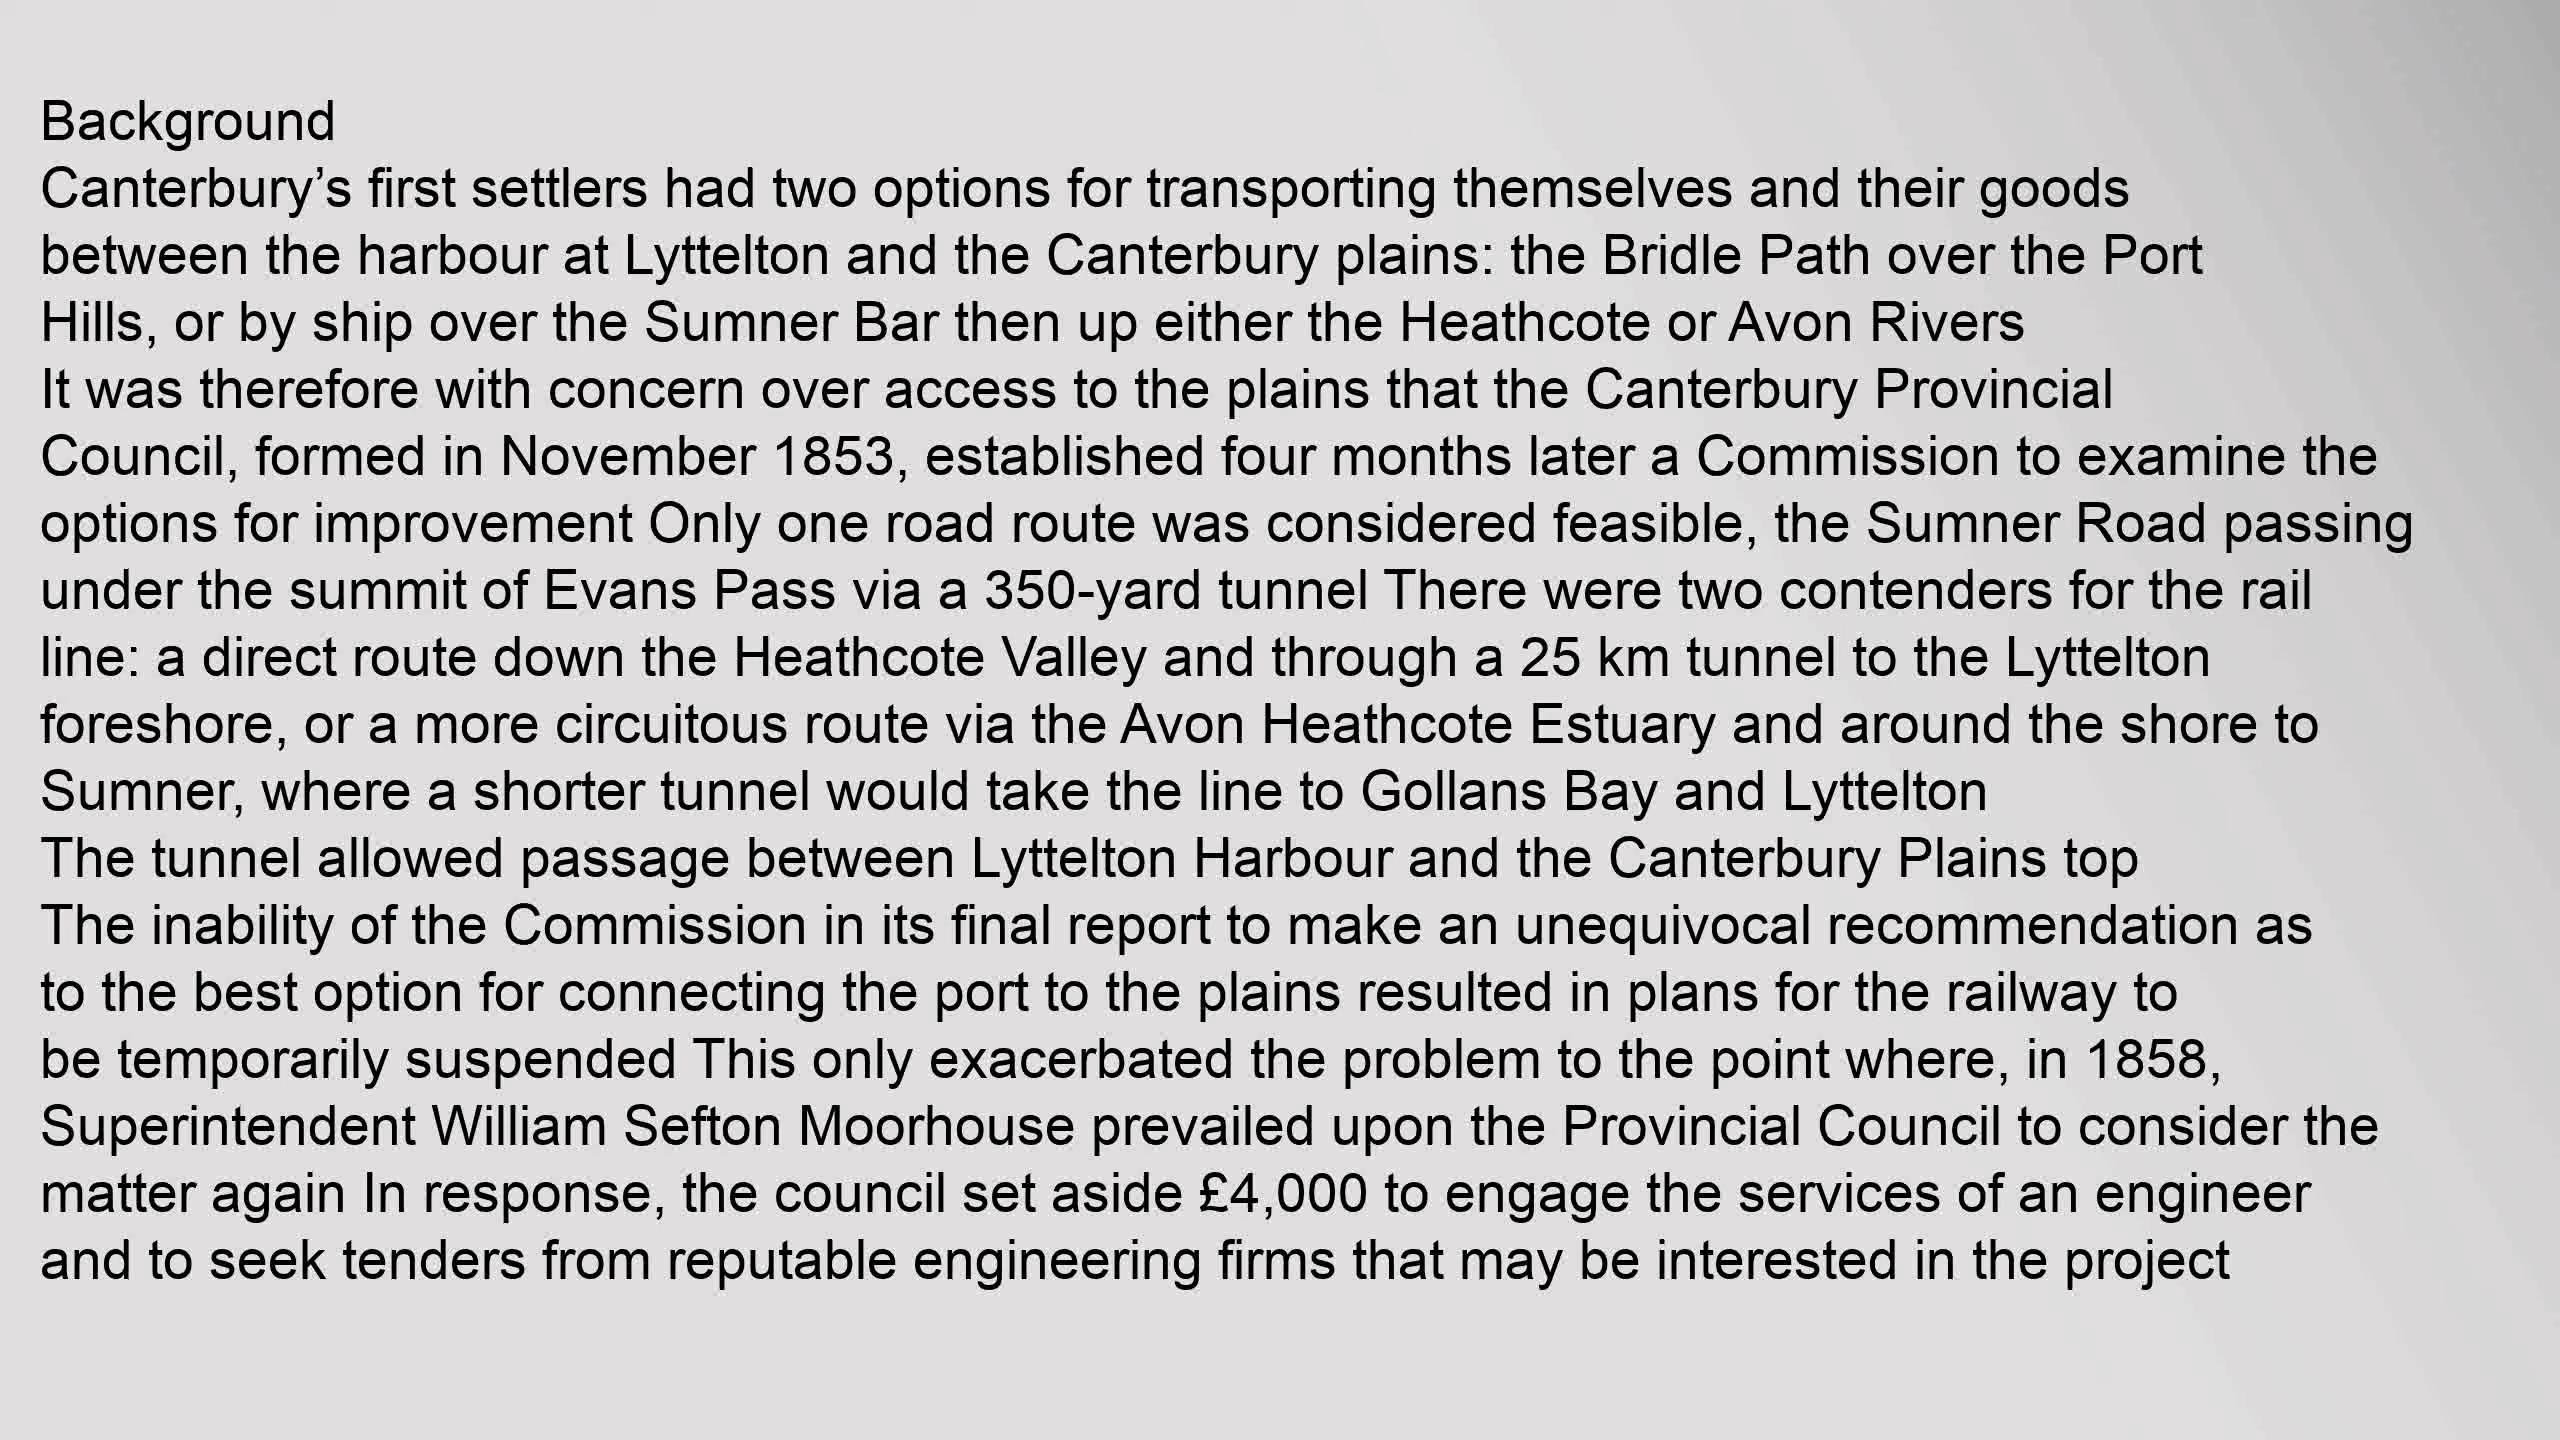 Background
Canterbury’s first settlers had two options for transporting themselves and their goods
between the harbour at Lyttelton and the Canterbury plains: the Bridle Path over the Port
Hills, or by ship over the Sumner Bar then up either the Heathcote or Avon Rivers
It was therefore with concern over access to the plains that the Canterbury Provincial
Council, formed in November 1853, established four months later a Commission to examine the
options for improvement Only one road route was considered feasible, the Sumner Road passing
under the summit of Evans Pass via a 350-yard tunnel There were two contenders for the rail
line: a direct route down the Heathcote Valley and through a 25 km tunnel to the Lyttelton
foreshore, or a more circuitous route via the Avon Heathcote Estuary and around the shore to
Sumner, where a shorter tunnel would take the line to Gollans Bay and Lyttelton
The tunnel allowed passage between Lyttelton Harbour and the Canterbury Plains top
The inability of the Commission in its final report to make an unequivocal recommendation as
to the best option for connecting the port to the plains resulted in plans for the railway to
be temporarily suspended This only exacerbated the problem to the point where, in 1858,
Superintendent William Sefton Moorhouse prevailed upon the Provincial Council to consider the
matter again In response, the council set aside £4,000 to engage the services of an engineer
and to seek tenders from reputable engineering firms that may be interested in the project